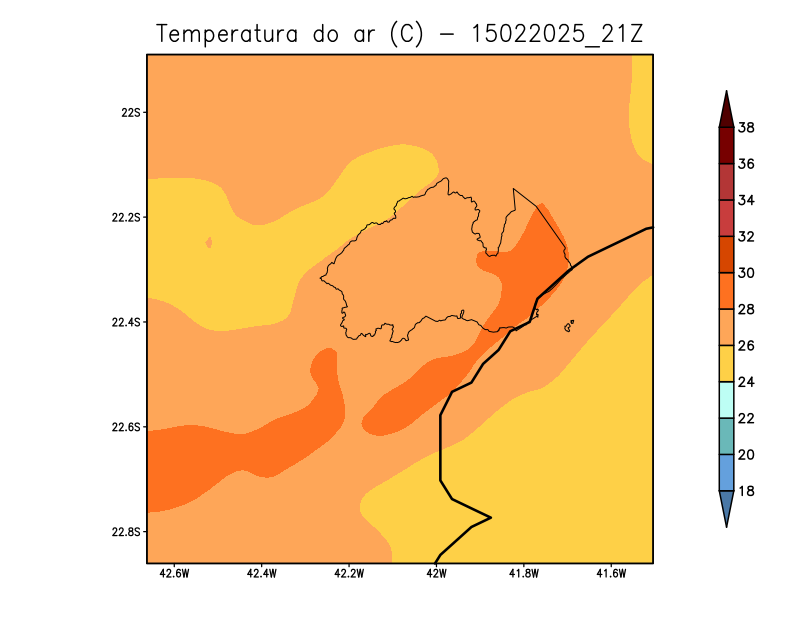 Temperatura do ar (C) - 15022025_21Z
22S
22.2S
22.4S
22.6S
22.8S
42.6W
42.4W
42.2W
42W
41.8W
41.6W
38
36
34
32
30
28
26
24
22
20
18